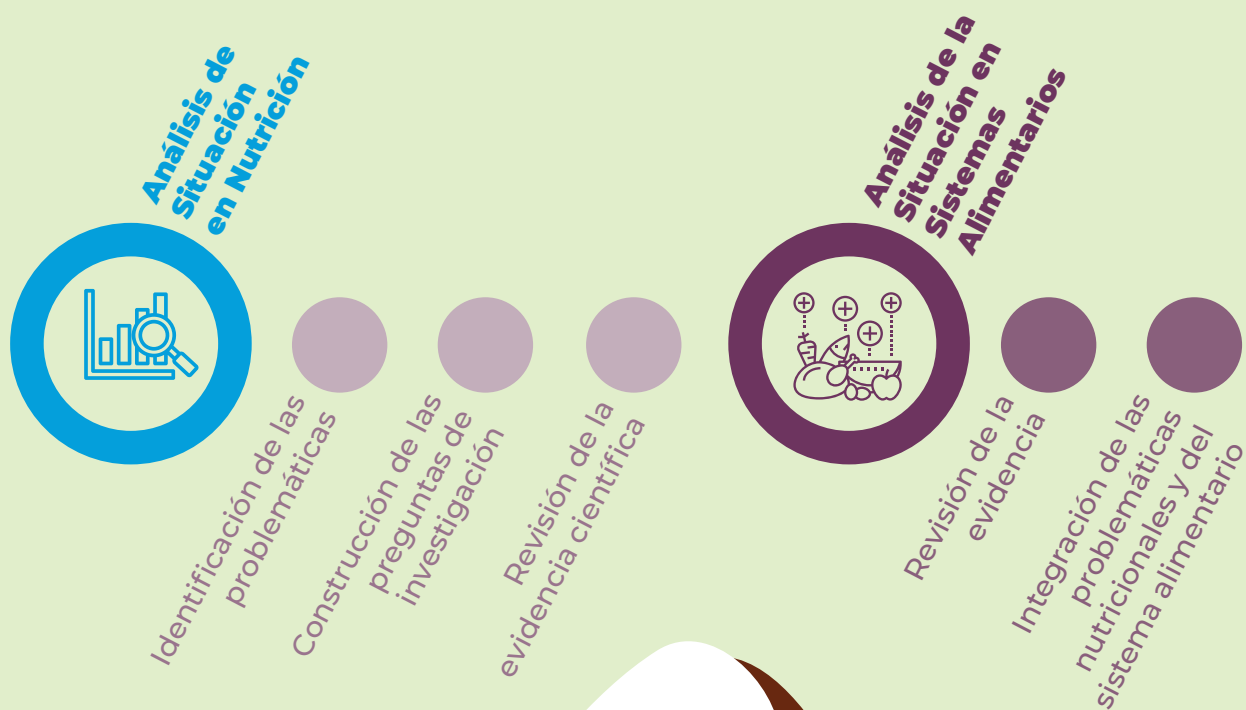 Análisis de
Situación
en Nutrición
Identificación de las
problemáticas
Construcción de las
preguntas de
investigación
Revisión de la
evidencia científica
Análisis de la
Situación en
Sistemas
Alimentarios
Revisión de la
evidencia
Integración de las
problemáticas
nutricionales y del
sistema alimentario